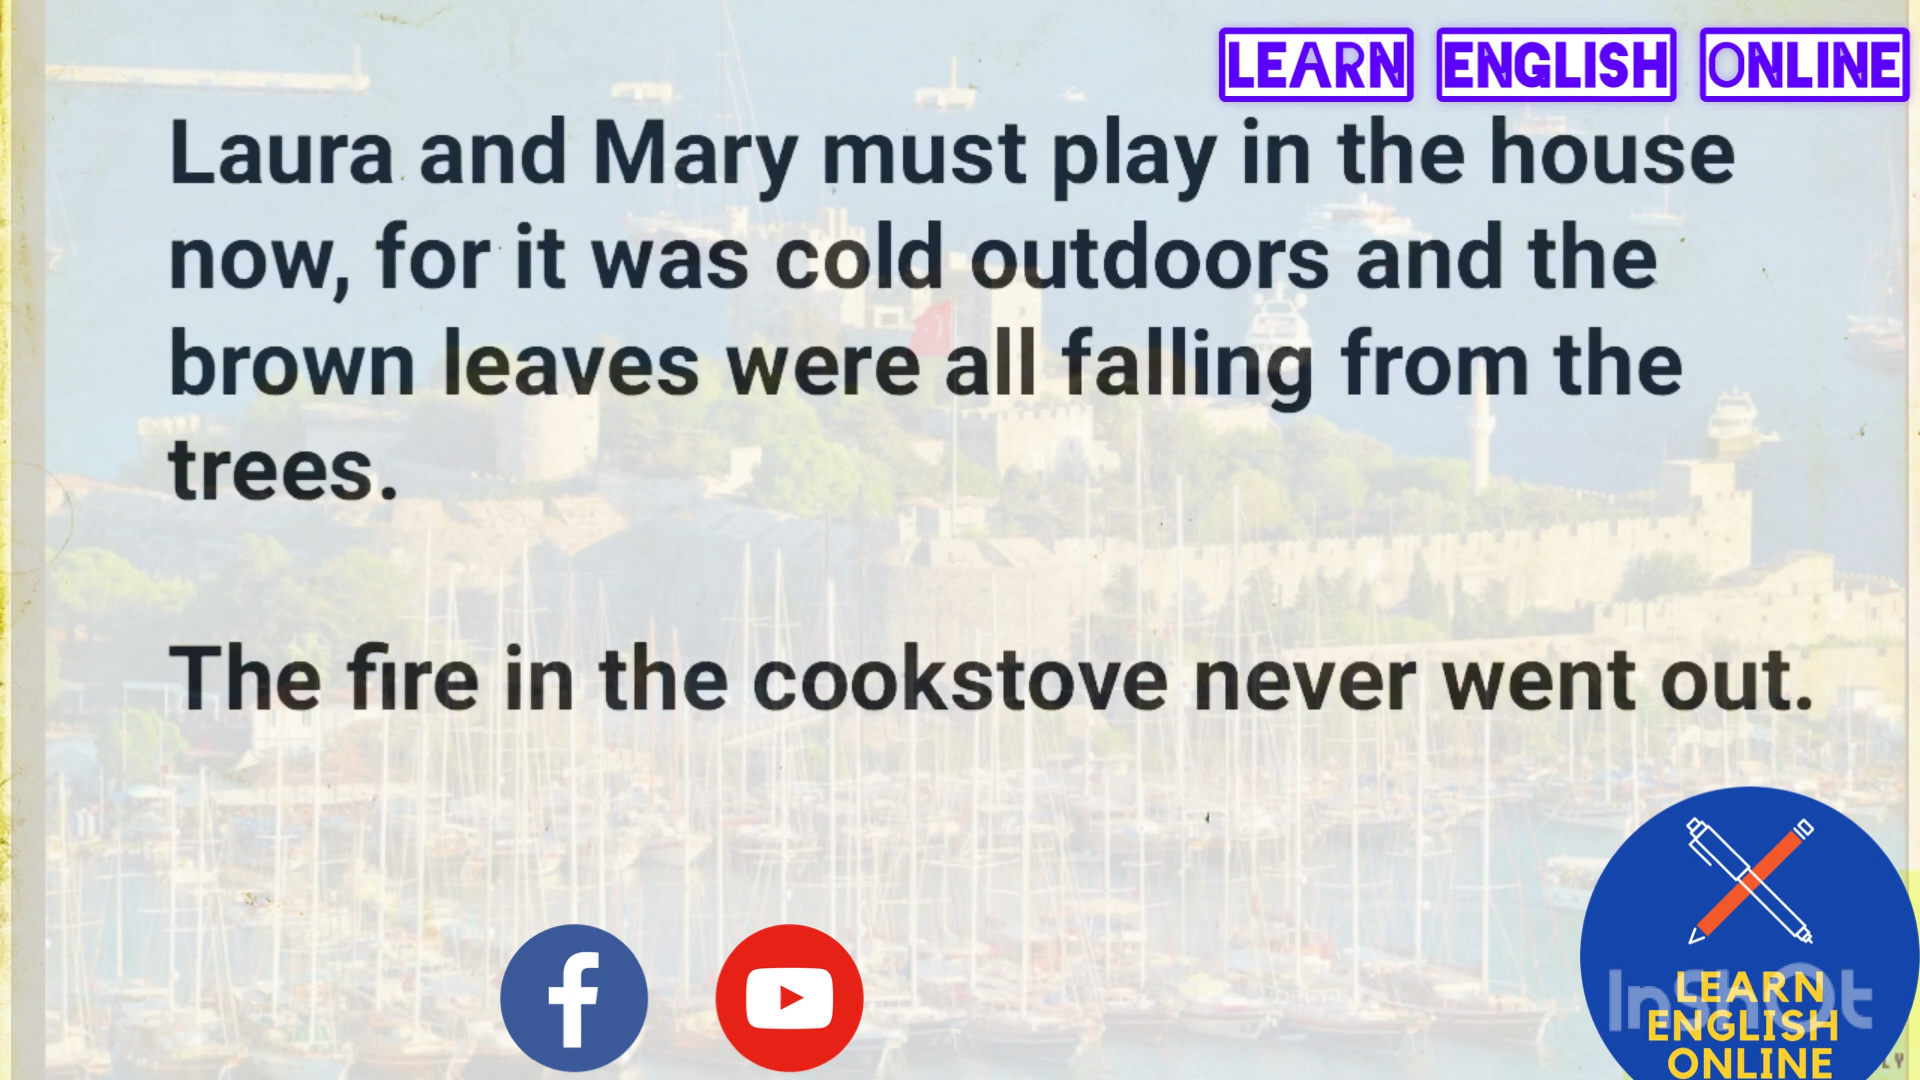 LEARN ENGLISH ONLINE
Laura and Mary must play in the house
now, for it was cold outdoors and the
brown leaves were all falling from the
trees.
The fire in the cookstove never went out.
InShOt
LEARN
ENGLISH
ONLINE